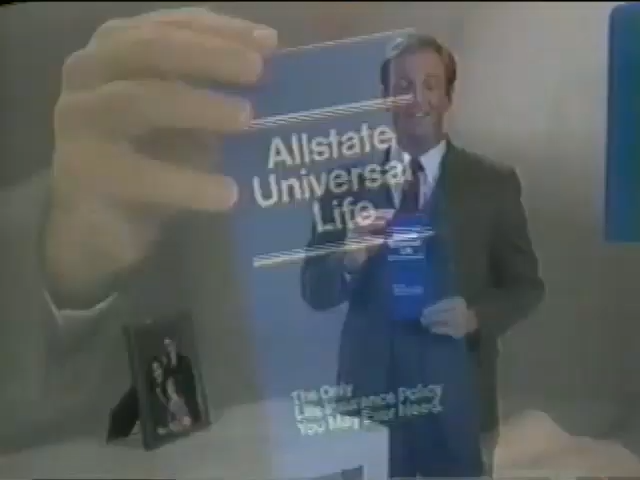 Allstate
Universal
Life
The Only
Life Insurance Policy
You May Ever Need.